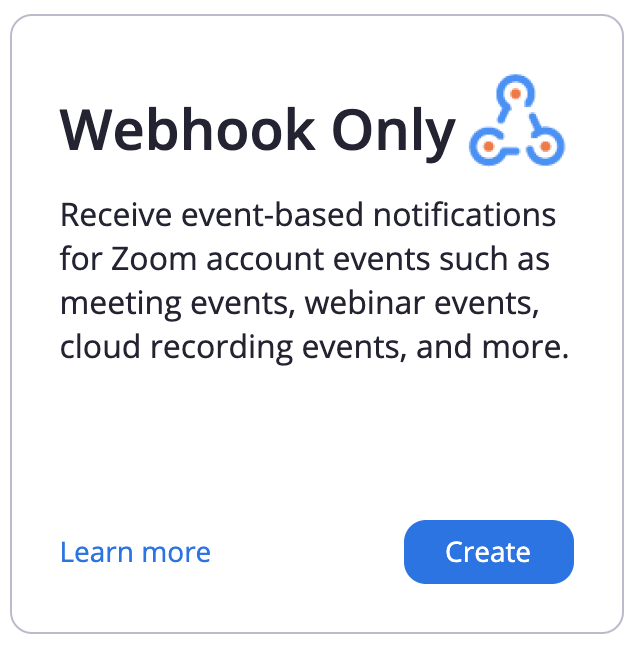 Webhook Only
Receive event-based notifications
for Zoom account events such as
meeting events, webinar events,
cloud recording events, and more.
Learn more
Create